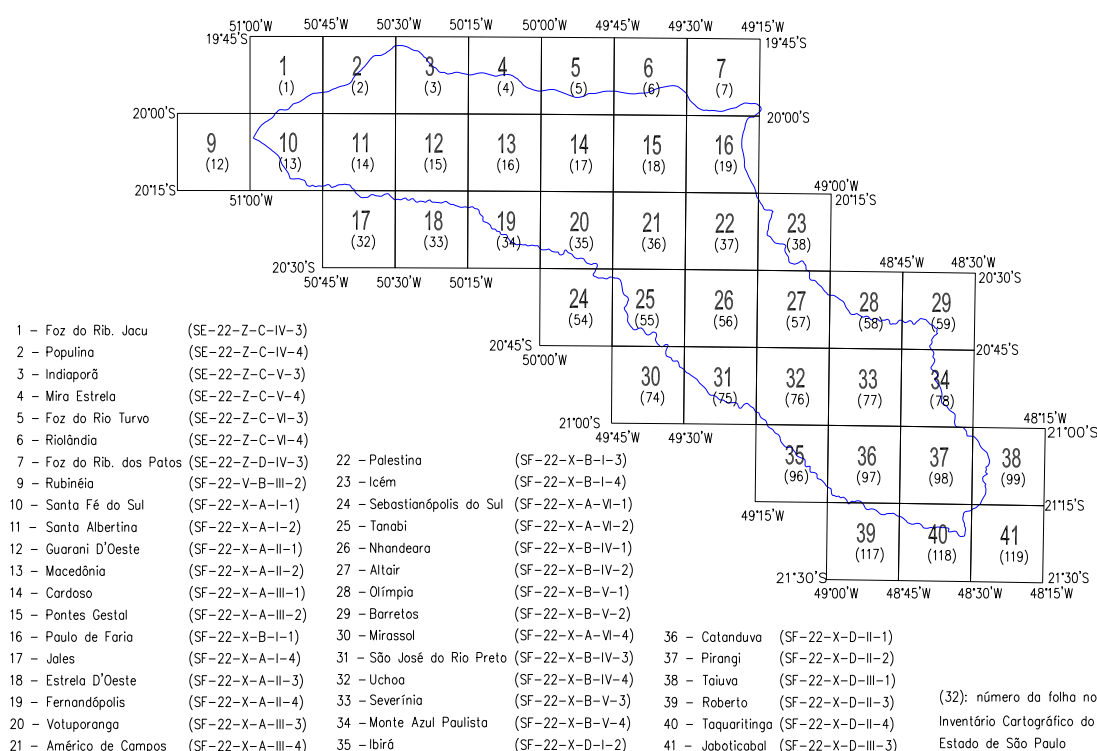 51°00'W 50°45'W 50°30'W 50°15'W 50°00'W 49°45'W 49°30'W 49°15'W
19°45'S 19°45'S
1 2 3 4 5 6 7
(1) (2) (3) (4) (5) (6) (7)
20°00'S 20°00'S
9 10 11 12 13 14 15 16
(12) (13) (14) (15) (16) (17) (18) (19)
20°15'S 51°00'W 49°00'W 20°15'S
17 18 19 20 21 22 23
(32) (33) (34) (35) (36) (37) (38)
20°30'S 48°45'W 48°30'W 20°30'S
50°45'W 50°30'W 50°15'W
24 25 26 27 28 29
(54) (55) (56) (57) (58) (59)
20°45'S 20°45'S
50°00'W
30 31 32 33 34
(74) (75) (76) (77) (78)
21°00'S 48°15'W 21°00'S
49°45'W 49°30'W
35 36 37 38
(96) (97) (98) (99)
49°15'W 21°15'S
39 40 41
(117) (118) (119)
21°30'S 21°30'S
49°00'W 48°45'W 48°30'W 48°15'W
1 – Foz do Rib. Jacu (SE–22–Z–C–IV–3)
2 – Populina (SE–22–Z–C–IV–4)
3 – Indiaporã (SE–22–Z–C–V–3)
4 – Mira Estrela (SE–22–Z–C–V–4)
5 – Foz do Rio Turvo (SE–22–Z–C–VI–3)
6 – Riolândia (SE–22–Z–C–VI–4)
7 – Foz do Rib. dos Patos (SE–22–Z–D–IV–3)
9 – Rubinéia (SF–22–V–B–III–2)
10 – Santa Fé do Sul (SF–22–X–A–I–1)
11 – Santa Albertina (SF–22–X–A–I–2)
12 – Guarani D'Oeste (SF–22–X–A–II–1)
13 – Macedônia (SF–22–X–A–II–2)
14 – Cardoso (SF–22–X–A–III–1)
15 – Pontes Gestal (SF–22–X–A–III–2)
16 – Paulo de Faria (SF–22–X–B–I–1)
17 – Jales (SF–22–X–A–I–4)
18 – Estrela D'Oeste (SF–22–X–A–II–3)
19 – Fernandópolis (SF–22–X–A–II–4)
20 – Votuporanga (SF–22–X–A–III–3)
21 – Américo de Campos (SF–22–X–A–III–4)
22 – Palestina (SF–22–X–B–I–3)
23 – Icém (SF–22–X–B–I–4)
24 – Sebastianópolis do Sul (SF–22–X–A–VI–1)
25 – Tanabi (SF–22–X–A–VI–2)
26 – Nhandeara (SF–22–X–B–IV–1)
27 – Altair (SF–22–X–B–IV–2)
28 – Olímpia (SF–22–X–B–V–1)
29 – Barretos (SF–22–X–B–V–2)
30 – Mirassol (SF–22–X–A–VI–4)
31 – São José do Rio Preto (SF–22–X–B–IV–3)
32 – Uchoa (SF–22–X–B–IV–4)
33 – Severínia (SF–22–X–B–V–3)
34 – Monte Azul Paulista (SF–22–X–B–V–4)
35 – Ibirá (SF–22–X–D–I–2)
36 – Catanduva (SF–22–X–D–II–1)
37 – Pirangi (SF–22–X–D–II–2)
38 – Taiuva (SF–22–X–D–III–1)
39 – Roberto (SF–22–X–D–II–3)
40 – Taquaritinga (SF–22–X–D–II–4)
41 – Jaboticabal (SF–22–X–D–III–3)
(32): número da folha no
Inventário Cartográfico do
Estado de São Paulo